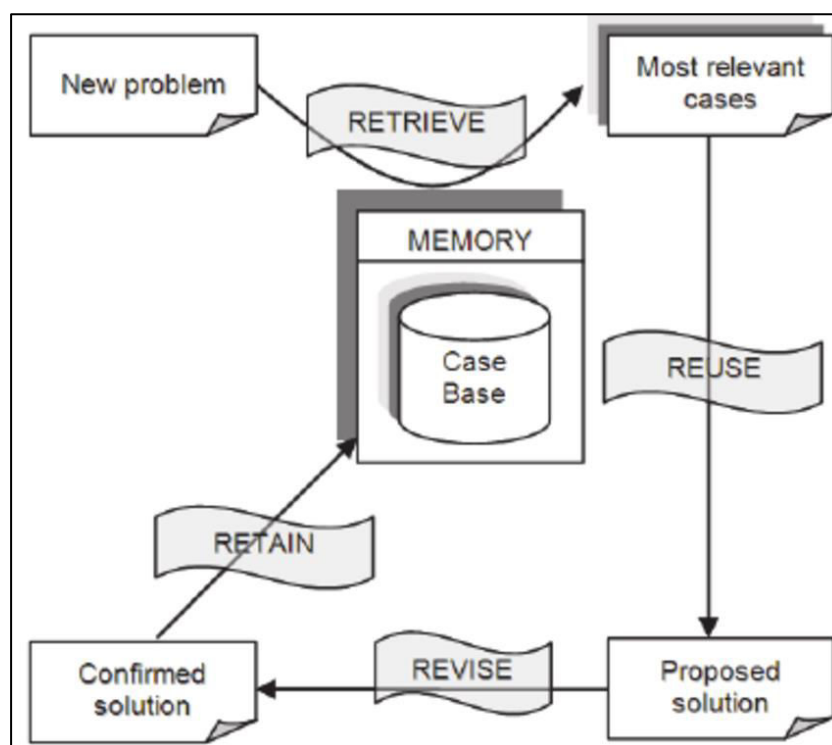 New problem
RETRIEVE
Most relevant
cases
MEMORY
Case
Base
REUSE
RETAIN
Confirmed
solution
REVISE
Proposed
solution